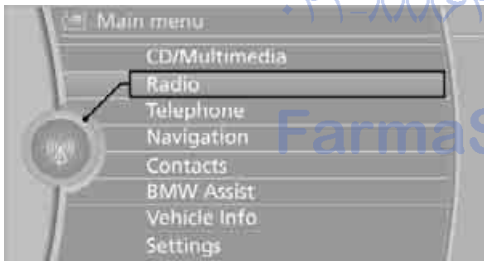 Main menu
CD/Multimedia
Radio
Telephone
Navigation
Contacts
BMW Assist
Vehicle Info
Settings